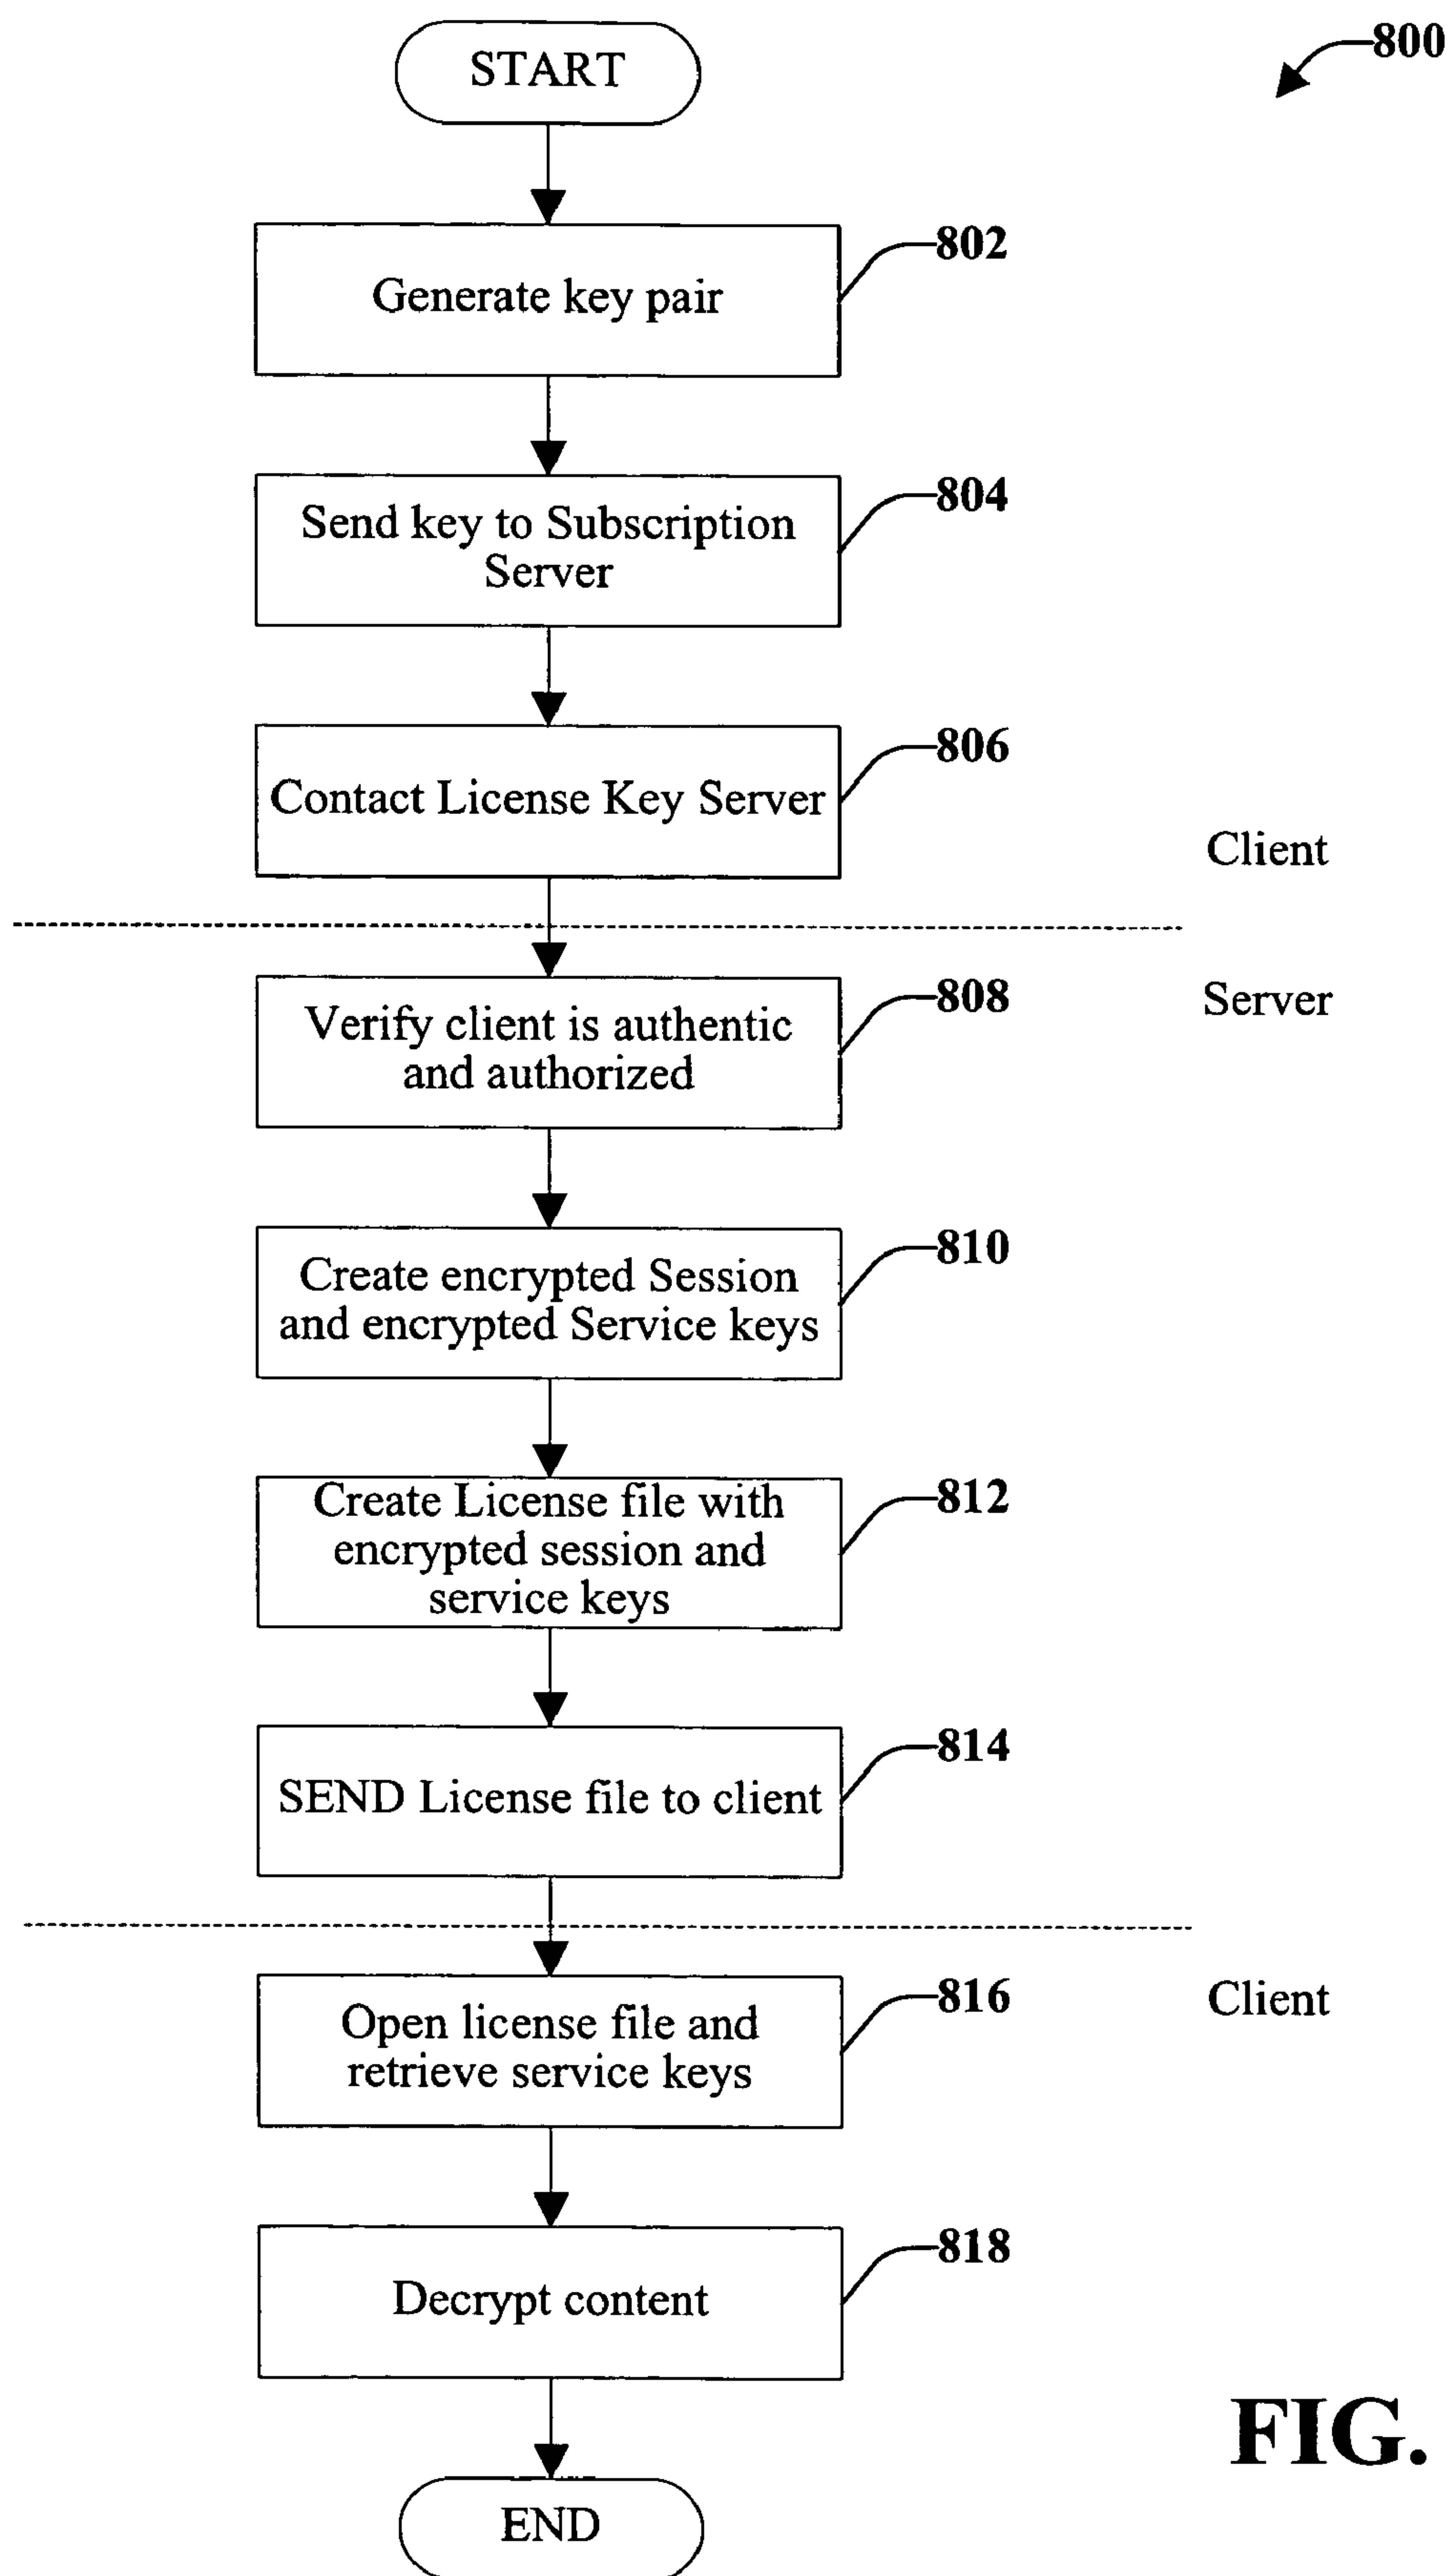 START
800
802
Generate key pair
804
Send key to Subscription
Server
806
Contact License Key Server
Client
808
Server
Verify client is authentic
and authorized
810
Create encrypted Session
and encrypted Service keys
812
Create License file with
encrypted session and
service keys
814
SEND License file to client
816
Client
Open license file and
retrieve service keys
818
Decrypt content
FIG.
END